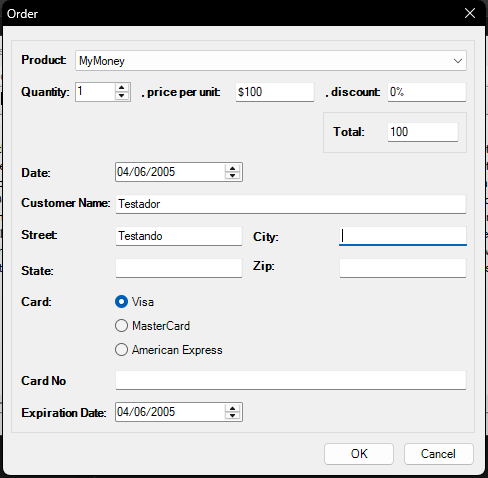 Order
Product: MyMoney
Quantity: 1 , price per unit: $100 , discount: 0%
Total: 100
Date: 04/06/2005
Customer Name: Testador
Street: Testando City:
State: Zip:
Card: Visa
MasterCard
American Express
Card No
Expiration Date: 04/06/2005
OK Cancel